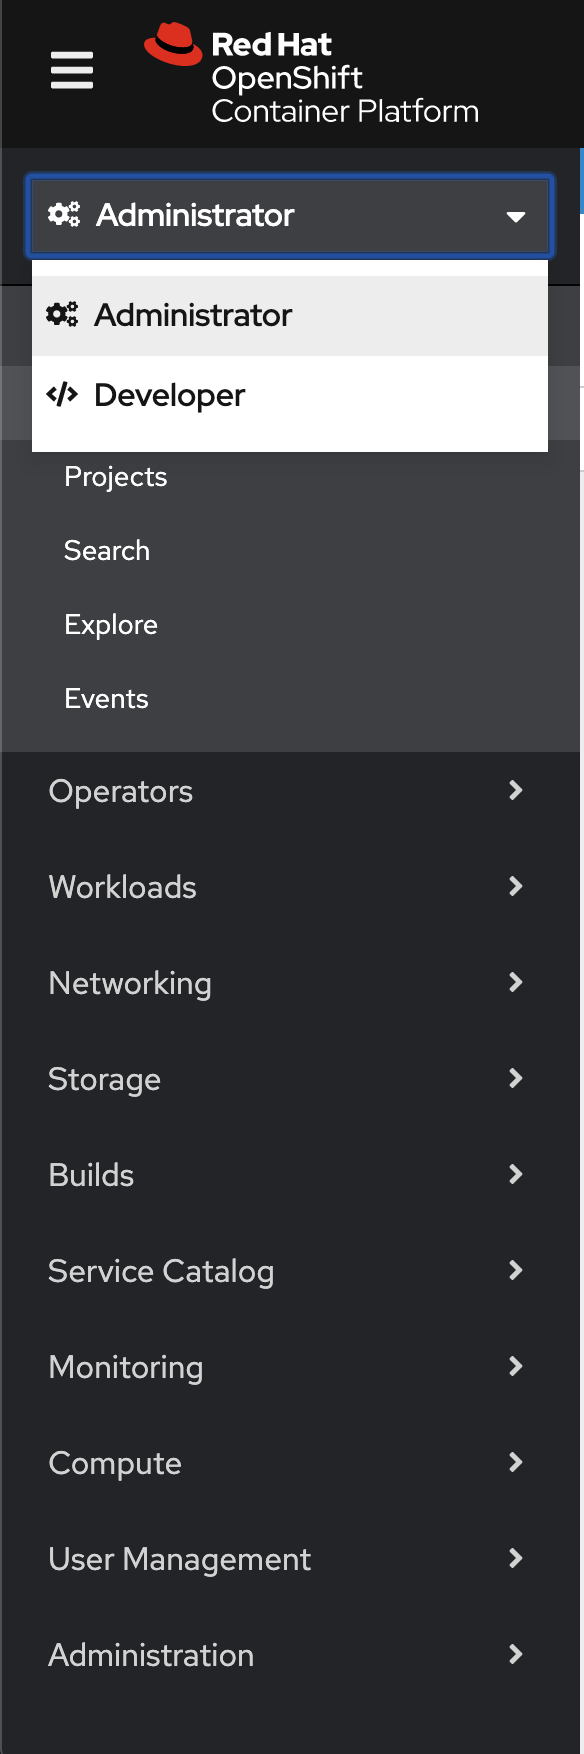 Red Hat
OpenShift
Container Platform
Administrator
Administrator
Developer
Projects
Search
Explore
Events
Operators
Workloads
Networking
Storage
Builds
Service Catalog
Monitoring
Compute
User Management
Administration